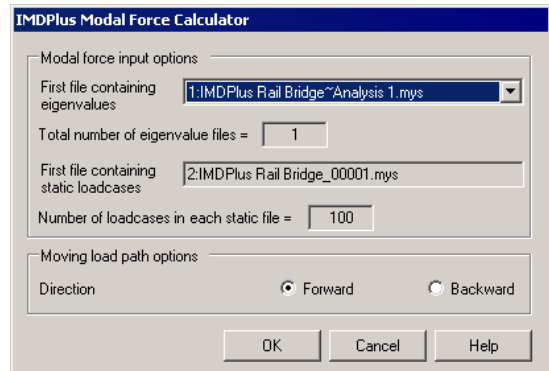 IMDPlus Modal Force Calculator
Modal force input options
First file containing
eigenvalues
1:IMDPlus Rail Bridge~Analysis 1.mys
Total number of eigenvalue files =
1
First file containing
static loadcases
2:IMDPlus Rail Bridge_00001.mys
Number of loadcases in each static file =
100
Moving load path options
Direction
Forward
Backward
OK
Cancel
Help